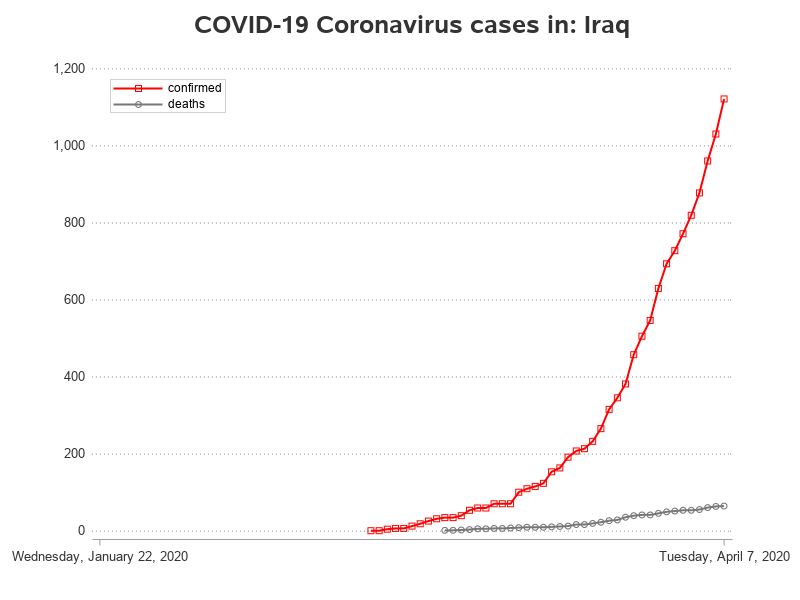 COVID-19 Coronavirus cases in: Iraq
1,200
confirmed
deaths
1,000
800
600
400
200
0
Wednesday, January 22, 2020 Tuesday, April 7, 2020